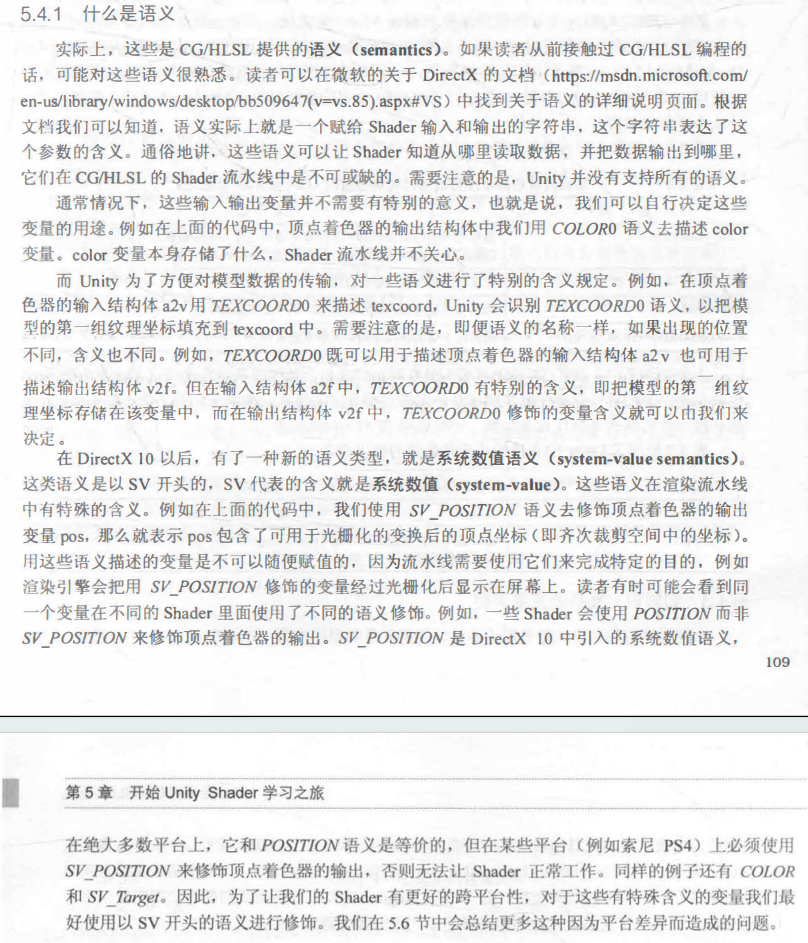 5.4.1 什么是语义
实际上，这些是 CG/HLSL 提供的语义（semantics）。如果读者从前接触过 CG/HLSL 编程的
话，可能对这些语义很熟悉。读者可以在微软的关于 DirectX 的文档（https://msdn.microsoft.com/
en-us/library/windows/desktop/bb509647(v=vs.85).aspx#VS）中找到关于语义的详细说明页面。根据
文档我们可以知道，语义实际上就是一个赋给 Shader 输入和输出的字符串，这个字符串表达了这
个参数的含义。通俗地讲，这些语义可以让 Shader 知道从哪里读取数据，并把数据输出到哪里，
它们在 CG/HLSL 的 Shader 流水线中是不可或缺的。需要注意的是，Unity 并没有支持所有的语义。
通常情况下，这些输入输出变量并不需要有特别的意义，也就是说，我们可以自行决定这些
变量的用途。例如在上面的代码中，顶点着色器的输出结构体中我们用 COLOR0 语义去描述 color
变量。color 变量本身存储了什么，Shader 流水线并不关心。
而 Unity 为了方便对模型数据的传输，对一些语义进行了特别的含义规定。例如，在顶点着
色器的输入结构体 a2v 用 TEXCOORD0 来描述 texcoord，Unity 会识别 TEXCOORD0 语义，以把模
型的第一组纹理坐标填充到 texcoord 中。需要注意的是，即便语义的名称一样，如果出现的位置
不同，含义也不同。例如，TEXCOORD0 既可以用于描述顶点着色器的输入结构体 a2v 也可用于
描述输出结构体 v2f。但在输入结构体 a2f 中，TEXCOORD0 有特别的含义，即把模型的第一组纹
理坐标存储在该变量中，而在输出结构体 v2f 中，TEXCOORD0 修饰的变量含义就可以由我们来
决定。
在 DirectX 10 以后，有了一种新的语义类型，就是系统数值语义（system-value semantics）。
这类语义是以 SV 开头的，SV 代表的含义就是系统数值（system-value）。这些语义在渲染流水线
中有特殊的含义。例如在上面的代码中，我们使用 SV_POSITION 语义去修饰顶点着色器的输出
变量 pos，那么就表示 pos 包含了可用于光栅化的变换后的顶点坐标（即齐次裁剪空间中的坐标）。
用这些语义描述的变量是不可以随便赋值的，因为流水线需要使用它们来完成特定的目的，例如
渲染引擎会把用 SV_POSITION 修饰的变量经过光栅化后显示在屏幕上。读者有时可能会看到同
一个变量在不同的 Shader 里面使用了不同的语义修饰。例如，一些 Shader 会使用 POSITION 而非
SV_POSITION 来修饰顶点着色器的输出。SV_POSITION 是 DirectX 10 中引入的系统数值语义，
109
第 5 章 开始 Unity Shader 学习之旅
在绝大多数平台上，它和 POSITION 语义是等价的，但在某些平台（例如索尼 PS4）上必须使用
SV_POSITION 来修饰顶点着色器的输出，否则无法让 Shader 正常工作。同样的例子还有 COLOR
和 SV_Target。因此，为了让我们的 Shader 有更好的跨平台性，对于这些有特殊含义的变量我们最
好使用以 SV 开头的语义进行修饰。我们在 5.6 节中会总结更多这种因为平台差异而造成的问题。